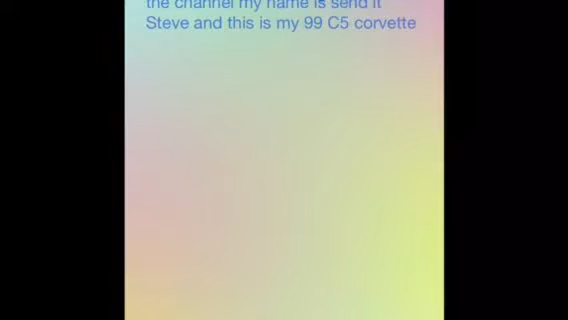 the channel my name is send it
Steve and this is my 99 C5 corvette